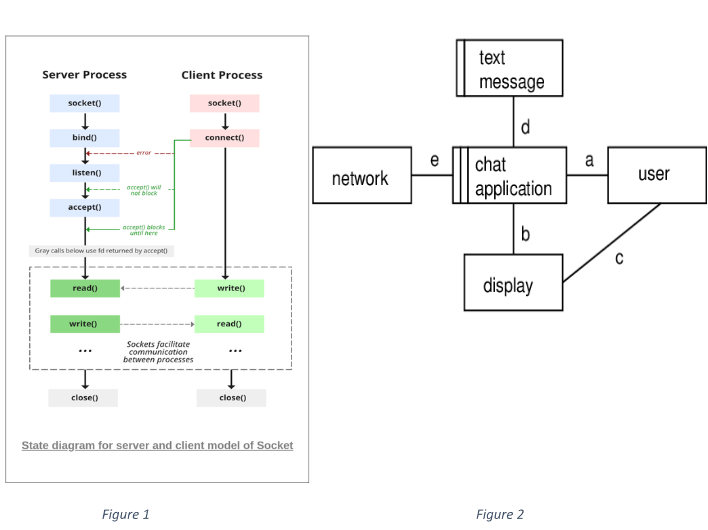 Server Process
Client Process
socket()
socket()
bind()
connect()
error
listen()
accept() will
not block
accept()
accept() blocks
until here
Gray calls below use fd returned by accept()
read()
write()
write()
read()
...
Sockets facilitate
communication
between processes
...
close()
close()
State diagram for server and client model of Socket
Figure 1
text
message
d
network
e
chat
application
a
user
b
c
display
Figure 2